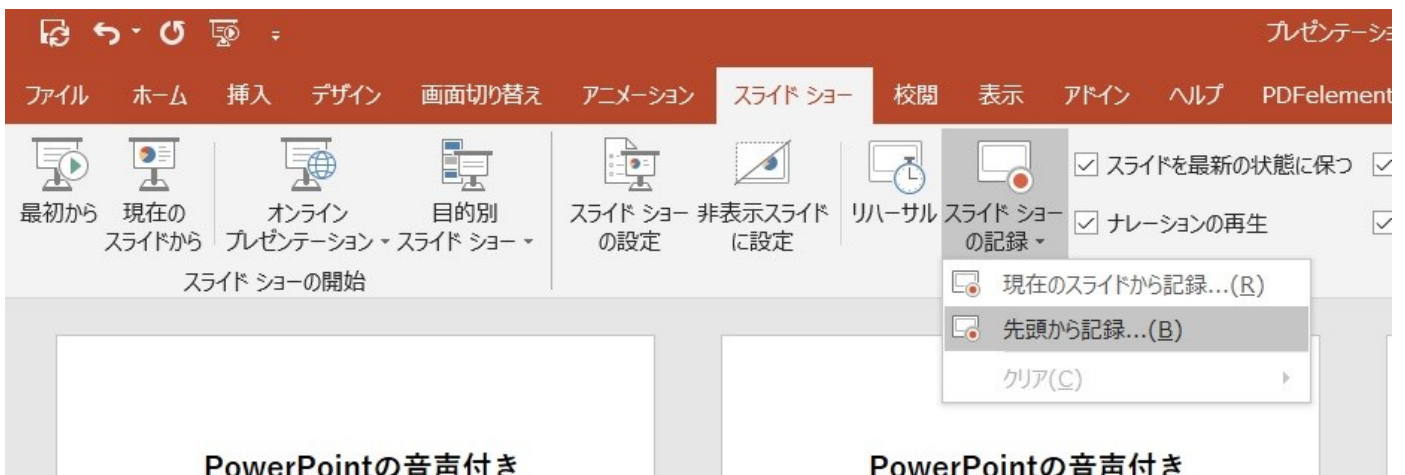 プレゼンテーショ
ファイル ホーム 挿入 デザイン 画面切り替え アニメーション スライド ショー 校閲 表示 アドイン ヘルプ PDFelement
最初から
現在の
スライドから
オンライン
プレゼンテーション
目的別
スライド ショー
スライド ショーの開始
スライド ショー
の設定
非表示スライド
に設定
リハーサル
スライド ショー
の記録
スライドを最新の状態に保つ
ナレーションの再生
現在のスライドから記録...(R)
先頭から記録...(B)
クリア(C)
PowerPointの音声付き
PowerPointの音声付き